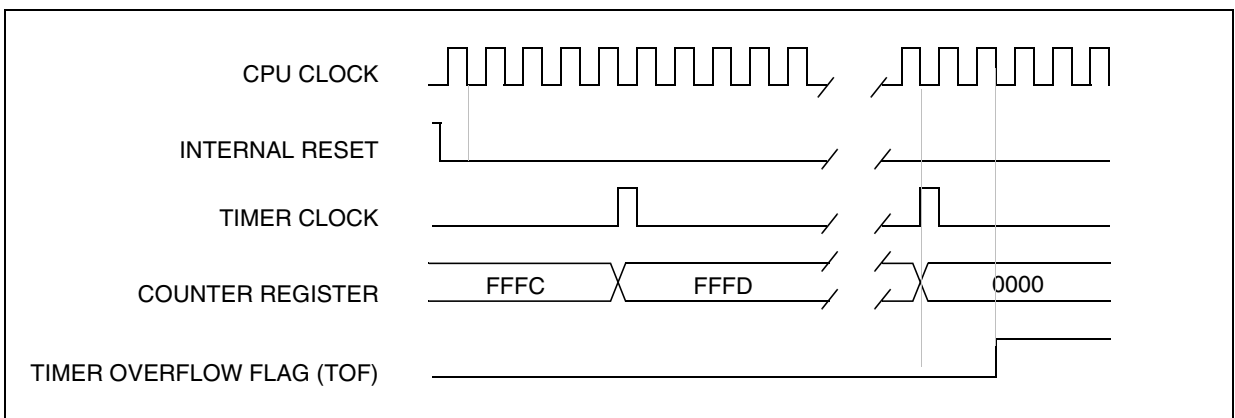 CPU CLOCK
INTERNAL RESET
TIMER CLOCK
COUNTER REGISTER
FFFC
FFFD
0000
TIMER OVERFLOW FLAG (TOF)